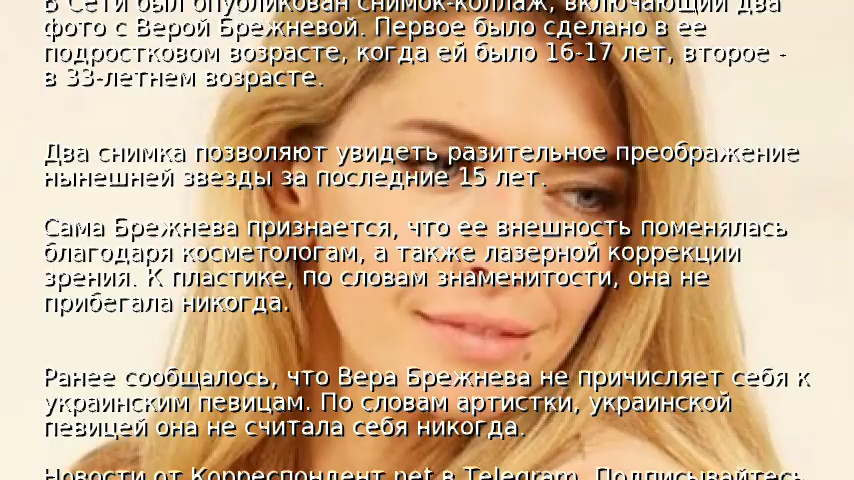 В Сети был опубликован снимок-коллаж, включающий два
фото с Верой Брежневой. Первое было сделано в ее
подростковом возрасте, когда ей было 16-17 лет, второе -
в 33-летнем возрасте.
Два снимка позволяют увидеть разительное преображение
нынешней звезды за последние 15 лет.
Сама Брежнева признается, что ее внешность поменялась
благодаря косметологам, а также лазерной коррекции
зрения. К пластике, по словам знаменитости, она не
прибегала никогда.
Ранее сообщалось, что Вера Брежнева не причисляет себя к
украинским певицам. По словам артистки, украинской
певицей она не считала себя никогда.
Новости от Корреспондент.net в Telegram. Подписывайтесь